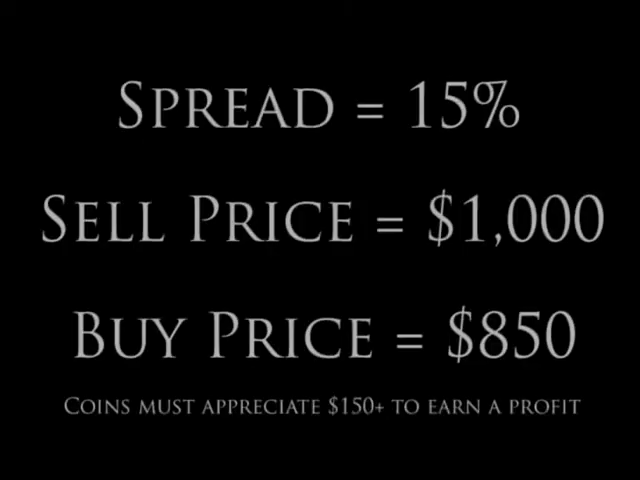 Spread = 15%
Sell Price = $1,000
Buy Price = $850
Coins must appreciate $150+ to earn a profit